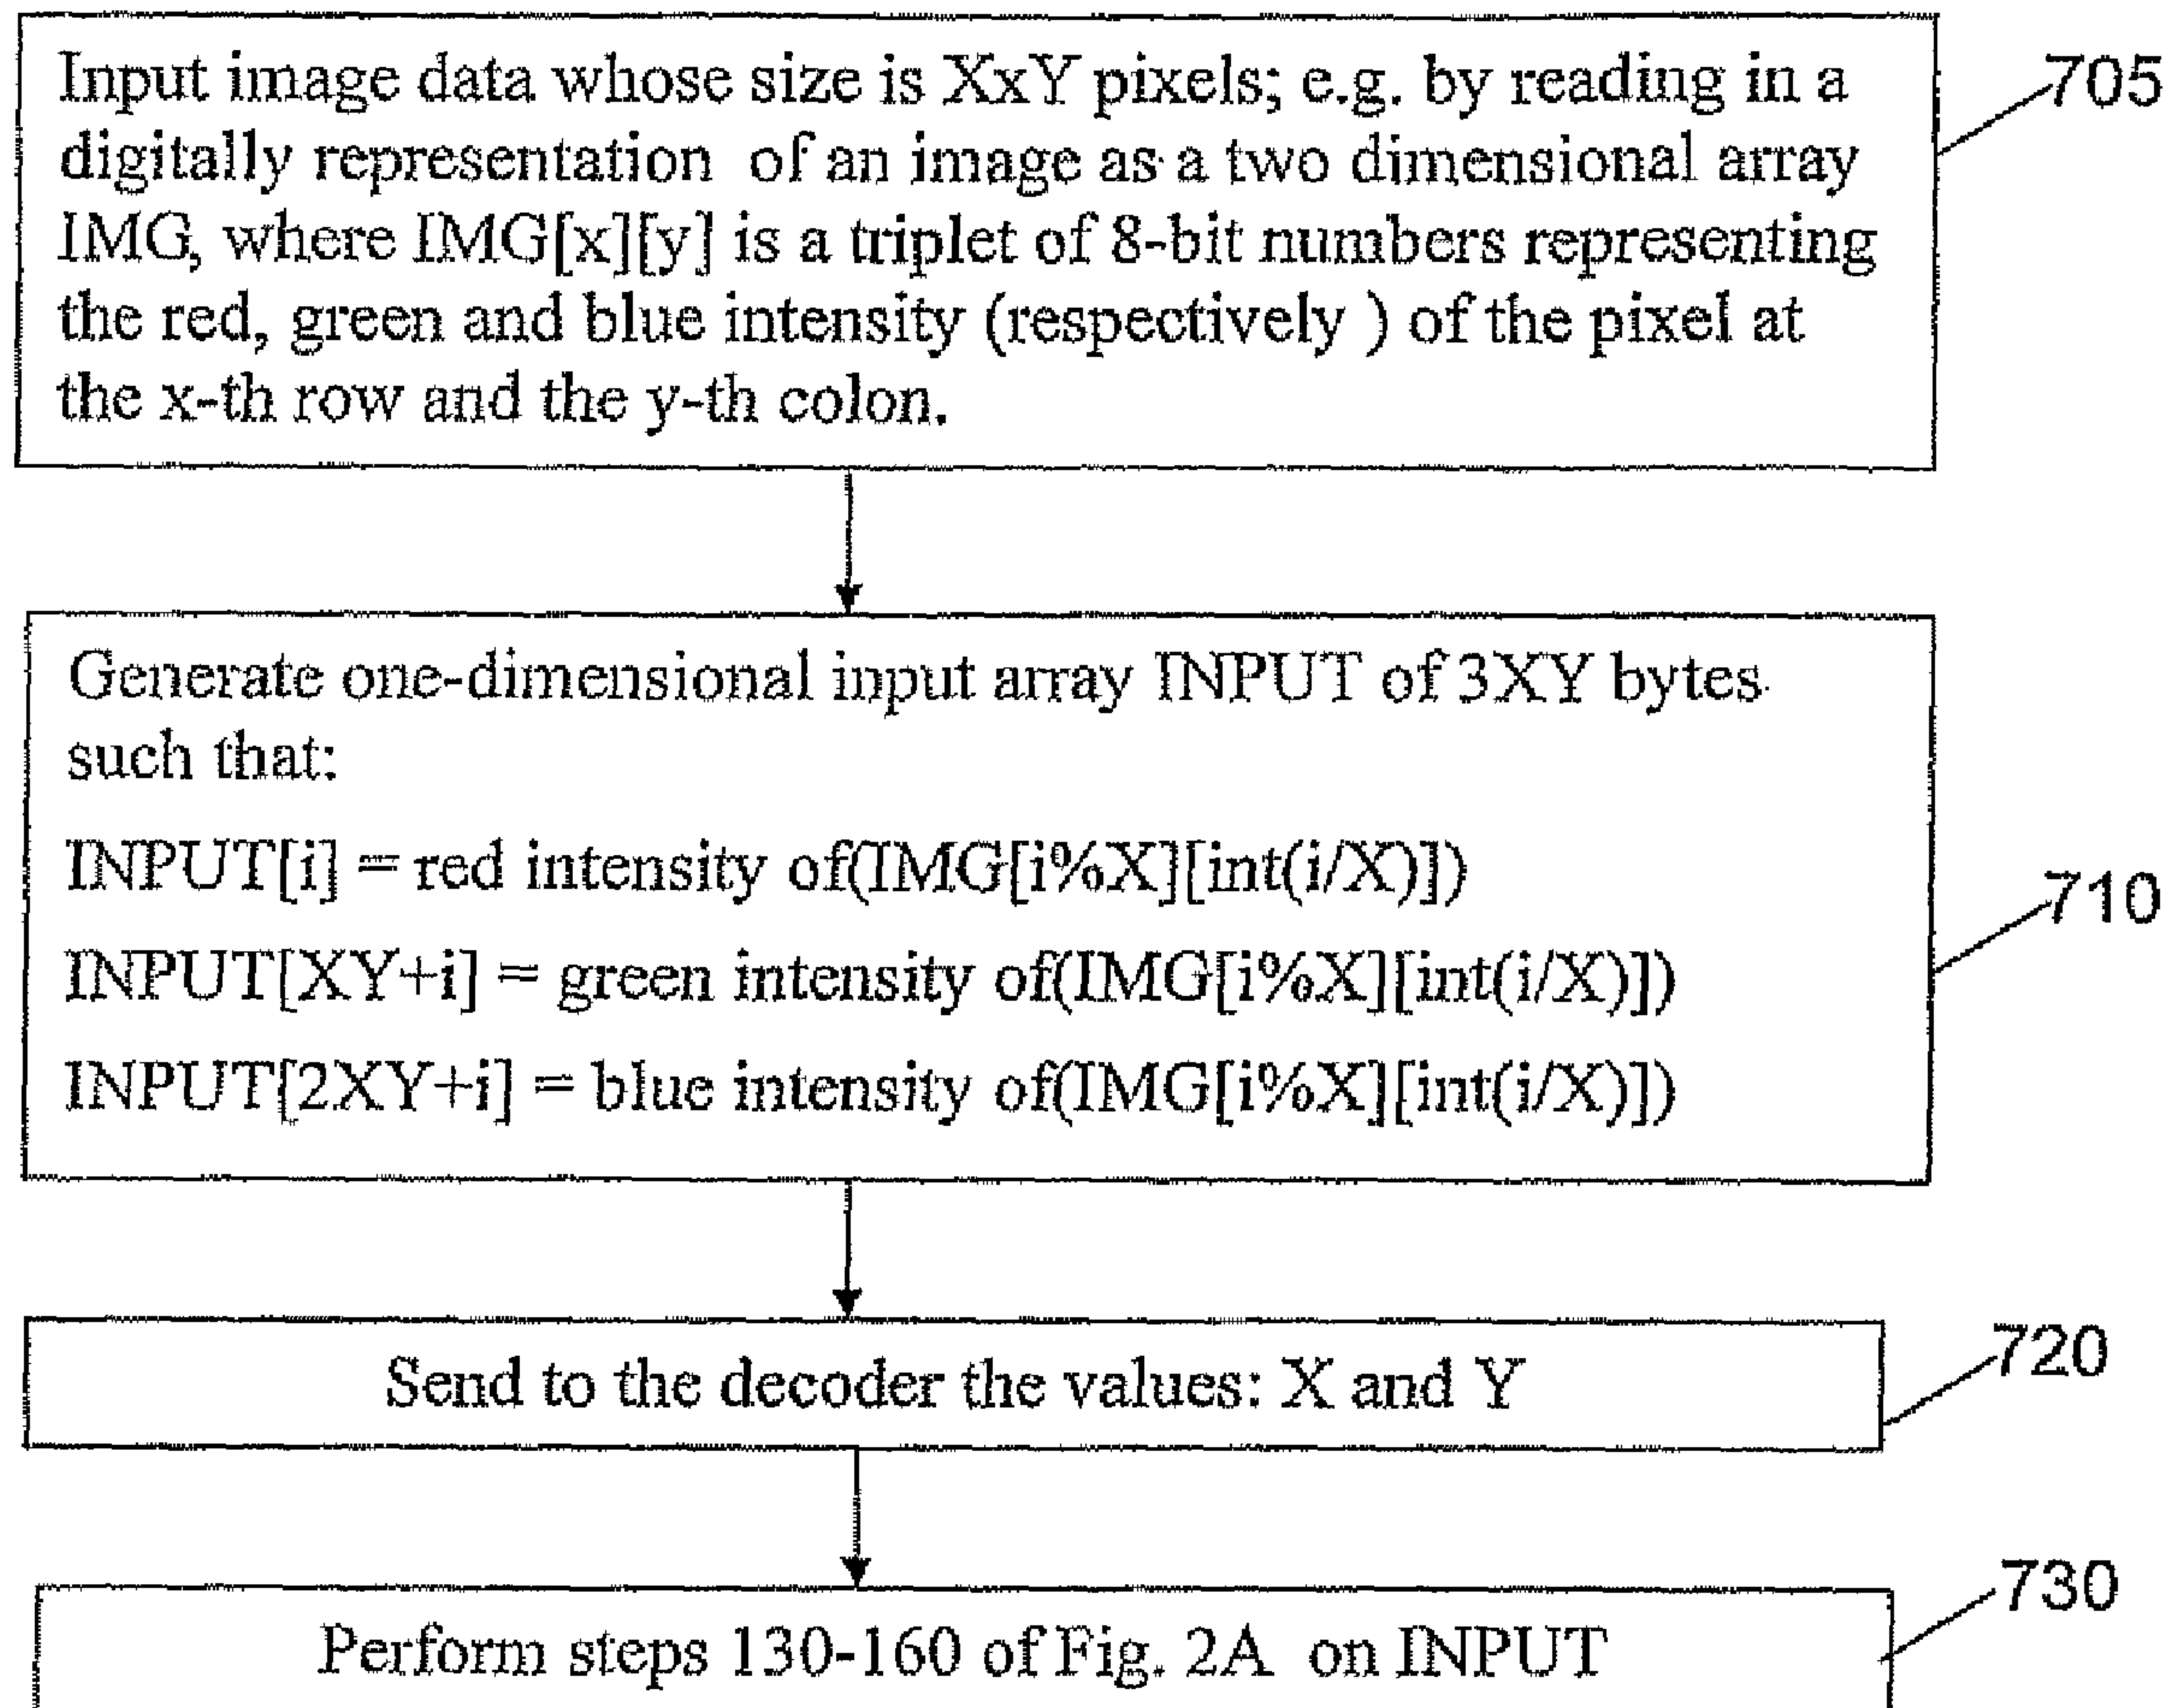 Input image data whose size is XxY pixels; e.g. by reading in a
705
digitally representation of an image as a two dimensional array
IMG, where IMG[x][y] is a triplet of 8-bit numbers representing
the red, green and blue intensity (respectively ) of the pixel at
the x-th row and the y-th colon.
Generate one-dimensional input array INPUT of 3XY bytes
such that:
INPUT[i] = red intensity of(IMG[i%X][int(i/X)])
710
INPUT[XY+i] = green intensity of(IMG[i%X][int(i/X)])
INPUT[2XY+i] = blue intensity of(IMG[i%X][int(i/X)])
Send to the decoder the values: X and Y
720
Perform steps 130-160 of Fig. 2A on INPUT
730